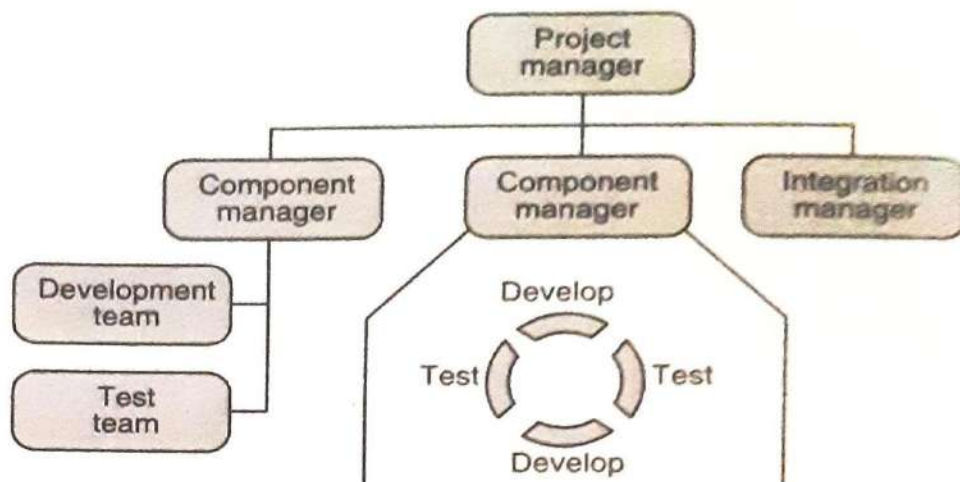 Project
manager
Component
manager
Component
manager
Integration
manager
Development
team
Test
team
Develop
Test
Test
Develop